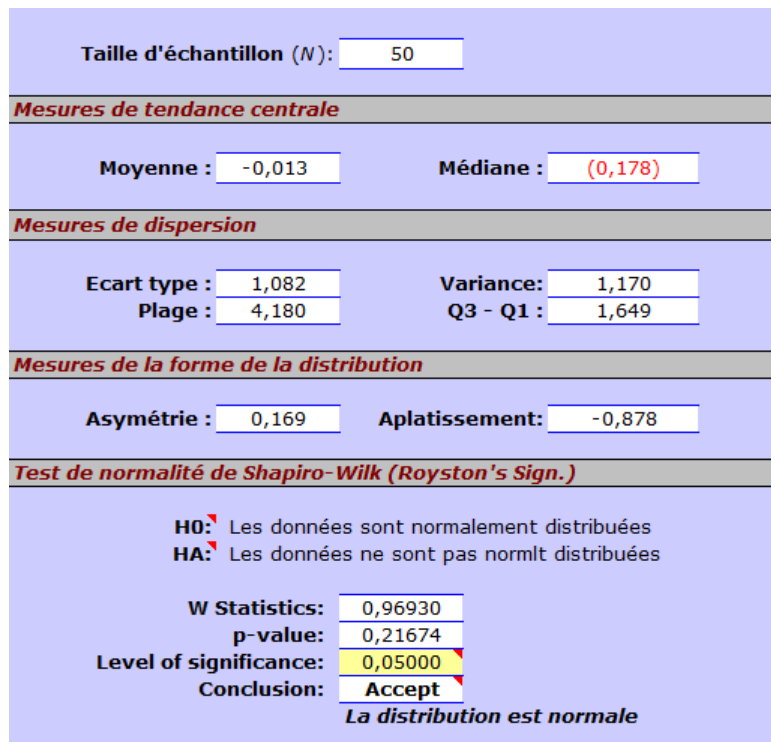 Taille d'échantillon (N): 50
Mesures de tendance centrale
Moyenne : -0,013 Médiane : (0,178)
Mesures de dispersion
Ecart type : 1,082 Variance: 1,170
Plage : 4,180 Q3 - Q1 : 1,649
Mesures de la forme de la distribution
Asymétrie : 0,169 Aplatissement: -0,878
Test de normalité de Shapiro-Wilk (Royston's Sign.)
H0: Les données sont normalement distribuées
HA: Les données ne sont pas normlt distribuées
W Statistics: 0,96930
p-value: 0,21674
Level of significance: 0,05000
Conclusion: Accept
La distribution est normale